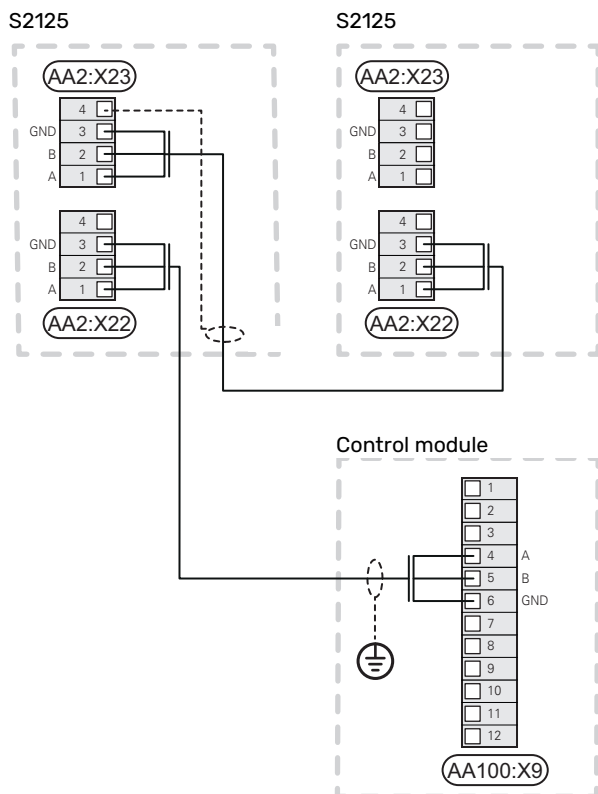 S2125
AA2:X23
4
GND 3
B 2
A 1
4
GND 3
B 2
A 1
AA2:X22
S2125
AA2:X23
4
GND 3
B 2
A 1
4
GND 3
B 2
A 1
AA2:X22
Control module
1
2
3
4 A
5 B
6 GND
7
8
9
10
11
12
AA100:X9